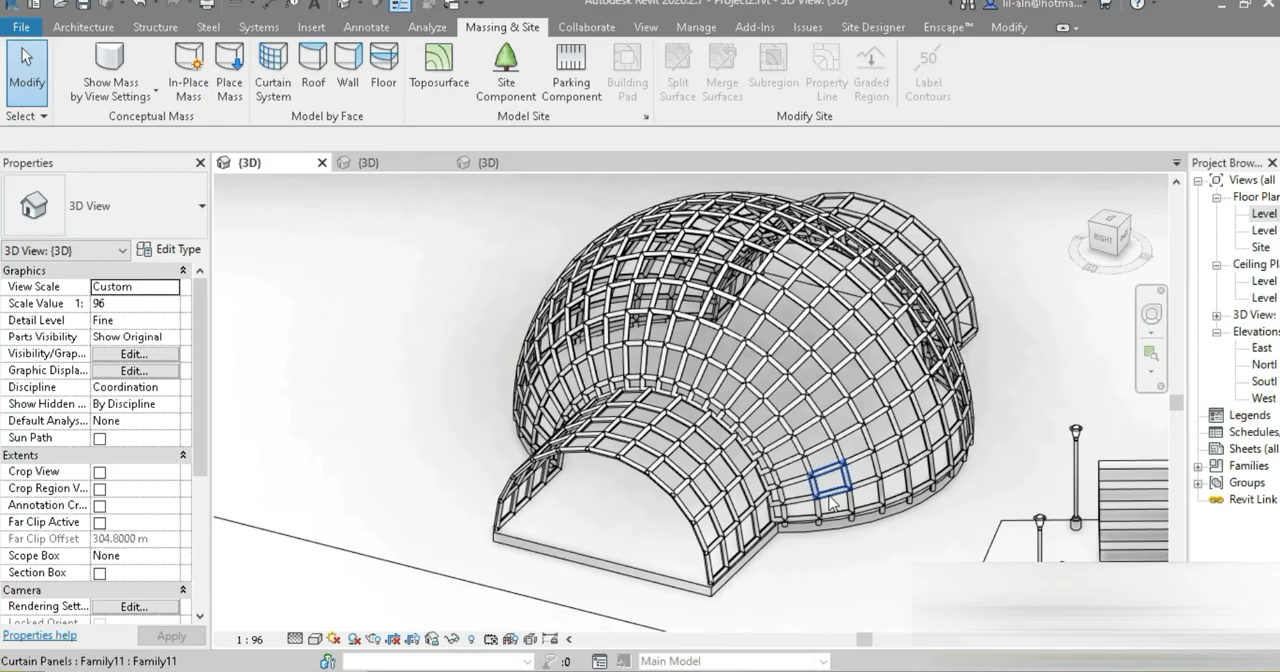 Autodesk Revit 2020.2.7 - Project2.rvt - 3D View: {3D}
lil-aln@hotma...
File Architecture Structure Steel Systems Insert Annotate Analyze Massing & Site Collaborate View Manage Add-Ins Issues Site Designer Enscape™ Modify
Modify
Show Mass
by View Settings
In-Place
Mass
Place
Mass
Curtain
System
Roof
Wall
Floor
Toposurface
Site
Component
Parking
Component
Building
Pad
Split
Surface
Merge
Surfaces
Subregion
Property
Line
Graded
Region
Label
Contours
Select
Conceptual Mass
Model by Face
Model Site
Modify Site
Properties
{3D}
{3D}
{3D}
Project Brow...
3D View
3D View: {3D}
Edit Type
Graphics
View Scale Custom
Scale Value 1: 96
Detail Level Fine
Parts Visibility Show Original
Visibility/Grap... Edit...
Graphic Displa... Edit...
Discipline Coordination
Show Hidden ... By Discipline
Default Analys... None
Sun Path
Extents
Crop View
Crop Region V...
Annotation Cr...
Far Clip Active
Far Clip Offset 304.8000 m
Scope Box None
Section Box
Camera
Rendering Sett... Edit...
Properties help
Apply
RIGHT
Views (all
Floor Plan
Level
Level
Site
Ceiling Pl
Level
Level
3D Views
Elevations
East
North
South
West
Legends
Schedules,
Sheets (all
Families
Groups
Revit Link
1 : 96
Curtain Panels : Family11 : Family11
:0
Main Model